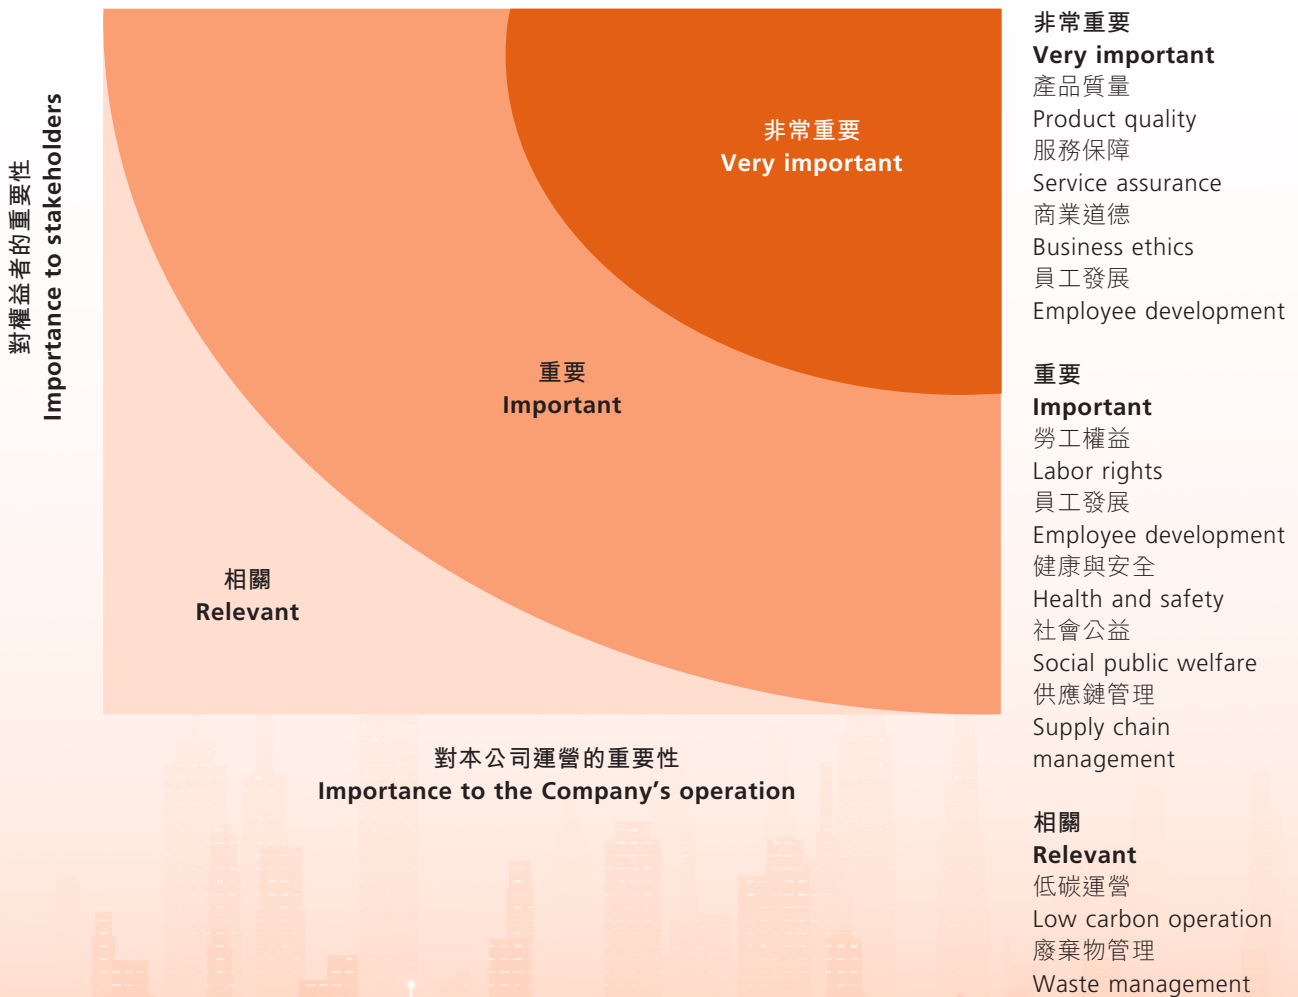 對權益者的重要性
Importance to stakeholders
非常重要
Very important
重要
Important
相關
Relevant
對本公司運營的重要性
Importance to the Company’s operation
非常重要
Very important
產品質量
Product quality
服務保障
Service assurance
商業道德
Business ethics
員工發展
Employee development
重要
Important
勞工權益
Labor rights
員工發展
Employee development
健康與安全
Health and safety
社會公益
Social public welfare
供應鏈管理
Supply chain
management
相關
Relevant
低碳運營
Low carbon operation
廢棄物管理
Waste management